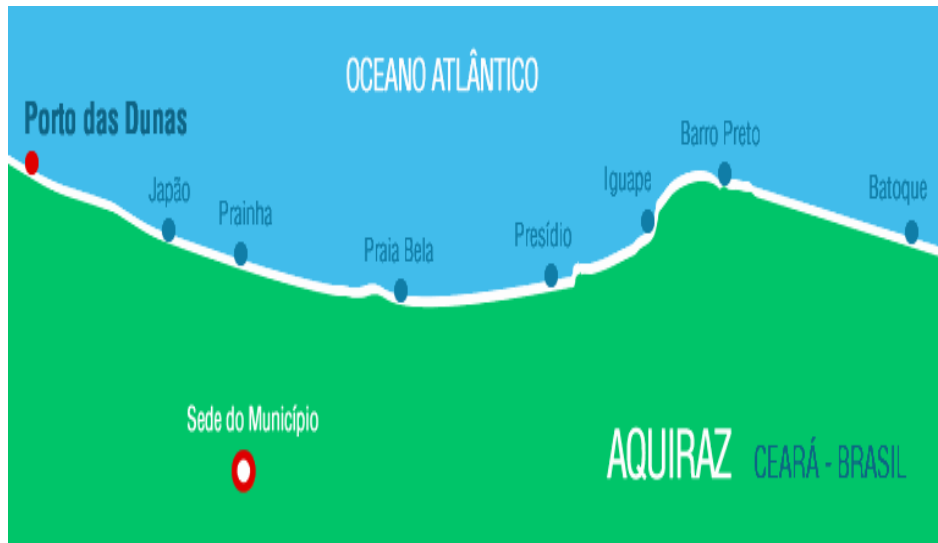 OCEANO ATLÂNTICO
Porto das Dunas
Japão
Prainha
Praia Bela
Presídio
Iguape
Barro Preto
Batoque
Sede do Município
AQUIRAZ CEARÁ - BRASIL